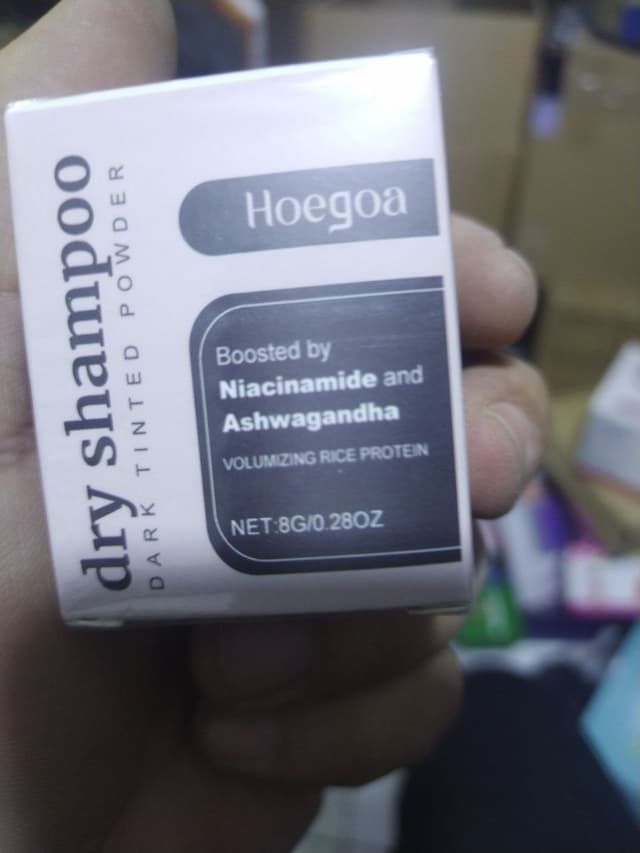 dry shampoo
DARK TINTED POWDER
Hoegoa
Boosted by
Niacinamide and
Ashwagandha
VOLUMIZING RICE PROTEIN
NET:8G/0.28OZ